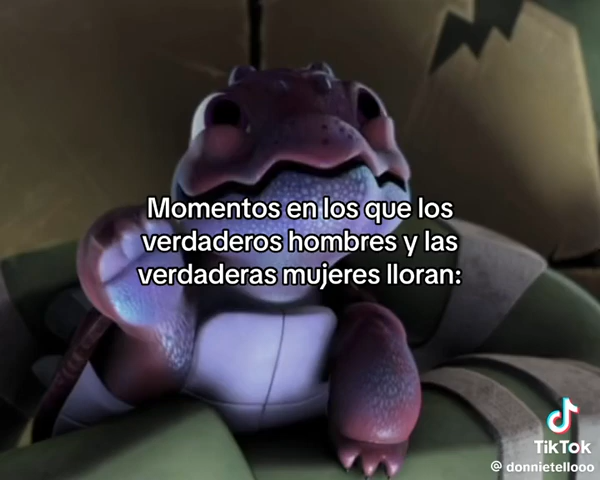 Momentos en los que los
verdaderos hombres y las
verdaderas mujeres lloran:
TikTok
@ donnietellooo